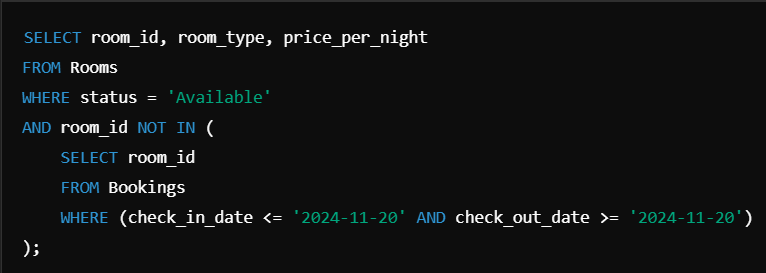 SELECT room_id, room_type, price_per_night
FROM Rooms
WHERE status = 'Available'
AND room_id NOT IN (
    SELECT room_id
    FROM Bookings
    WHERE (check_in_date <= '2024-11-20' AND check_out_date >= '2024-11-20')
);